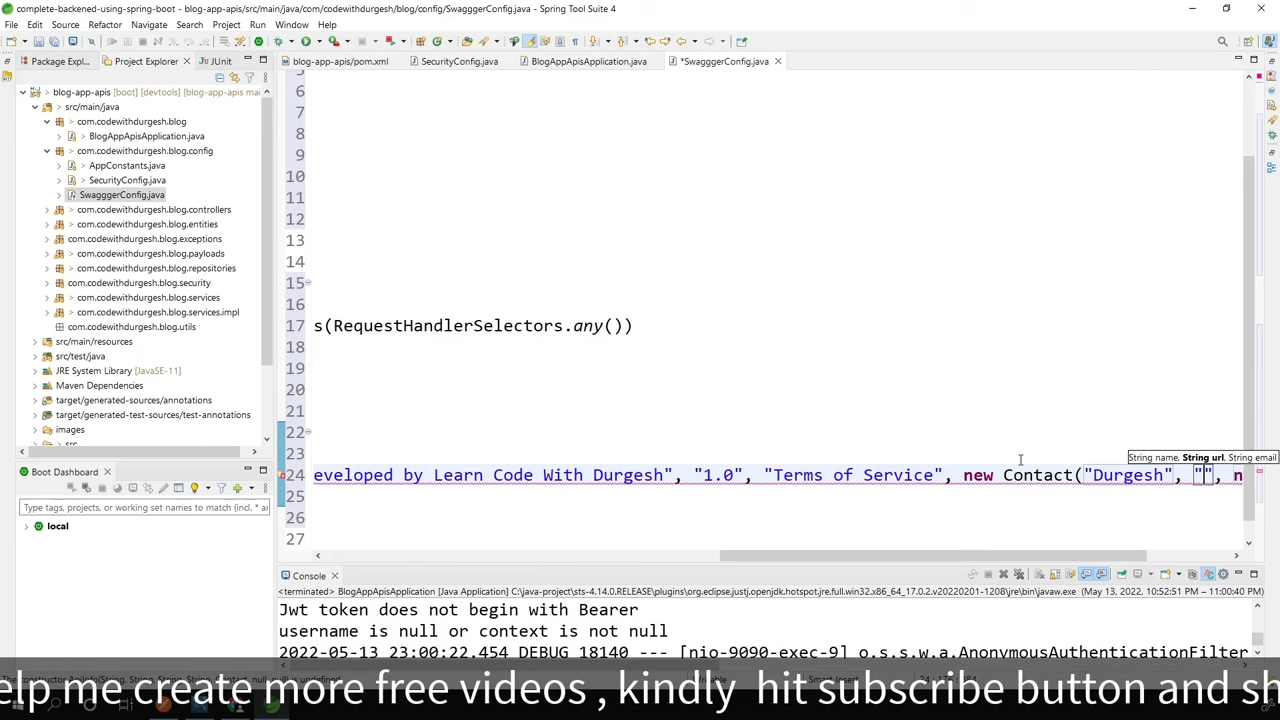 complete-backened-using-spring-boot - blog-app-apis/src/main/java/com/codewithdurgesh/blog/config/SwagggerConfig.java - Spring Tool Suite 4
File Edit Source Refactor Navigate Search Project Run Window Help
Package Expl... Project Explorer JUnit
blog-app-apis/pom.xml SecurityConfig.java BlogAppApisApplication.java *SwagggerConfig.java
blog-app-apis [boot] [devtools] [blog-app-apis mai
src/main/java
com.codewithdurgesh.blog
BlogAppApisApplication.java
com.codewithdurgesh.blog.config
AppConstants.java
SecurityConfig.java
SwagggerConfig.java
com.codewithdurgesh.blog.controllers
com.codewithdurgesh.blog.entities
com.codewithdurgesh.blog.exceptions
com.codewithdurgesh.blog.payloads
com.codewithdurgesh.blog.repositories
com.codewithdurgesh.blog.security
com.codewithdurgesh.blog.services
com.codewithdurgesh.blog.services.impl
com.codewithdurgesh.blog.utils
src/main/resources
src/test/java
JRE System Library [JavaSE-11]
Maven Dependencies
target/generated-sources/annotations
target/generated-test-sources/test-annotations
images
src
Boot Dashboard
Type tags, projects, or working set names to match (incl. * ar
local
5
6
7
8
9
10
11
12
13
14
15
16
17 s(RequestHandlerSelectors.any())
18
19
20
21
22
23
String name, String url, String email
24 eveloped by Learn Code With Durgesh", "1.0", "Terms of Service", new Contact("Durgesh", "", n
25
26
27
Console
<terminated> BlogAppApisApplication [Java Application] C:\java-project\sts-4.14.0.RELEASE\plugins\org.eclipse.justj.openjdk.hotspot.jre.full.win32.x86_64_17.0.2.v20220201-1208\jre\bin\javaw.exe (May 13, 2022, 10:52:51 PM – 11:00:40 PM)
Jwt token does not begin with Bearer
username is null or context is not null
2022-05-13 23:00:22.454 DEBUG 18140 --- [nio-9090-exec-9] o.s.s.w.a.AnonymousAuthenticationFilter
elp me create more free videos , kindly hit subscribe button and sh